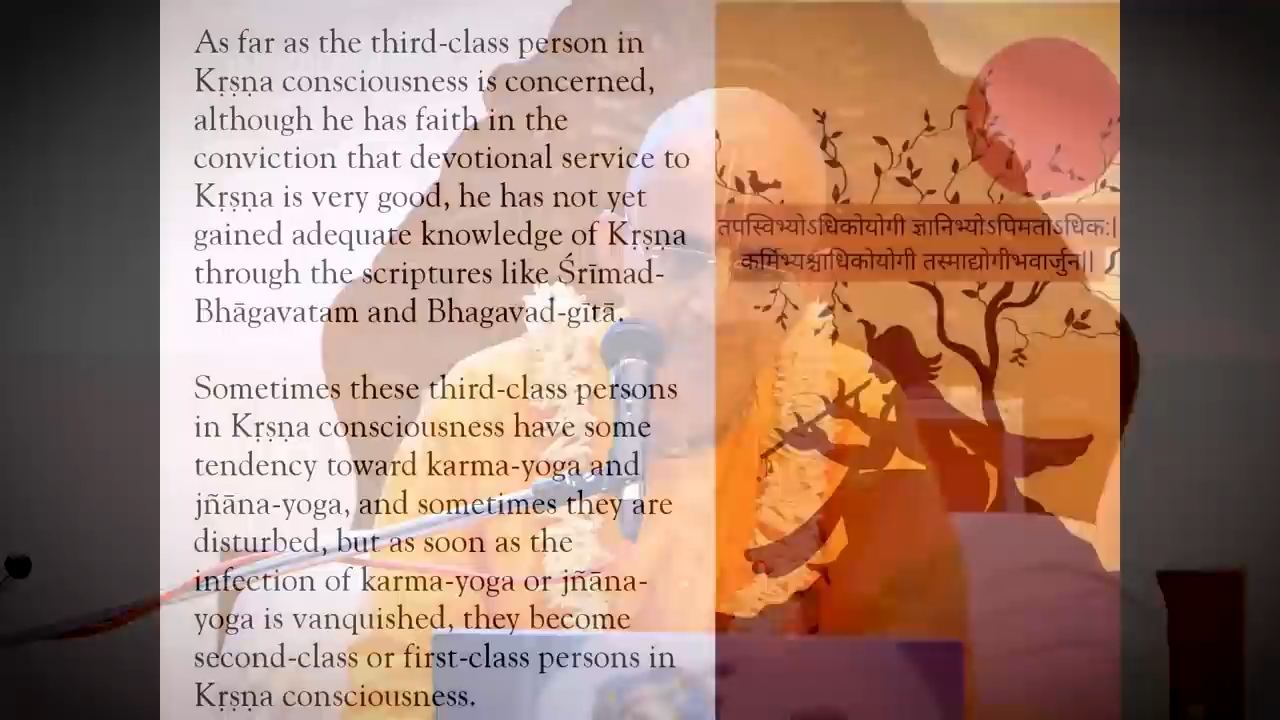 As far as the third-class person in
Kṛṣṇa consciousness is concerned,
although he has faith in the
conviction that devotional service to
Kṛṣṇa is very good, he has not yet
gained adequate knowledge of Kṛṣṇa
through the scriptures like Śrīmad-
Bhāgavatam and Bhagavad-gītā.
Sometimes these third-class persons
in Kṛṣṇa consciousness have some
tendency toward karma-yoga and
jñāna-yoga, and sometimes they are
disturbed, but as soon as the
infection of karma-yoga or jñāna-
yoga is vanquished, they become
second-class or first-class persons in
Kṛṣṇa consciousness.
तपस्विभ्योऽधिकोयोगी ज्ञानिभ्योऽपिमतोऽधिकः|
कर्मिभ्यश्चाधिकोयोगी तस्माद्योगीभवार्जुन||